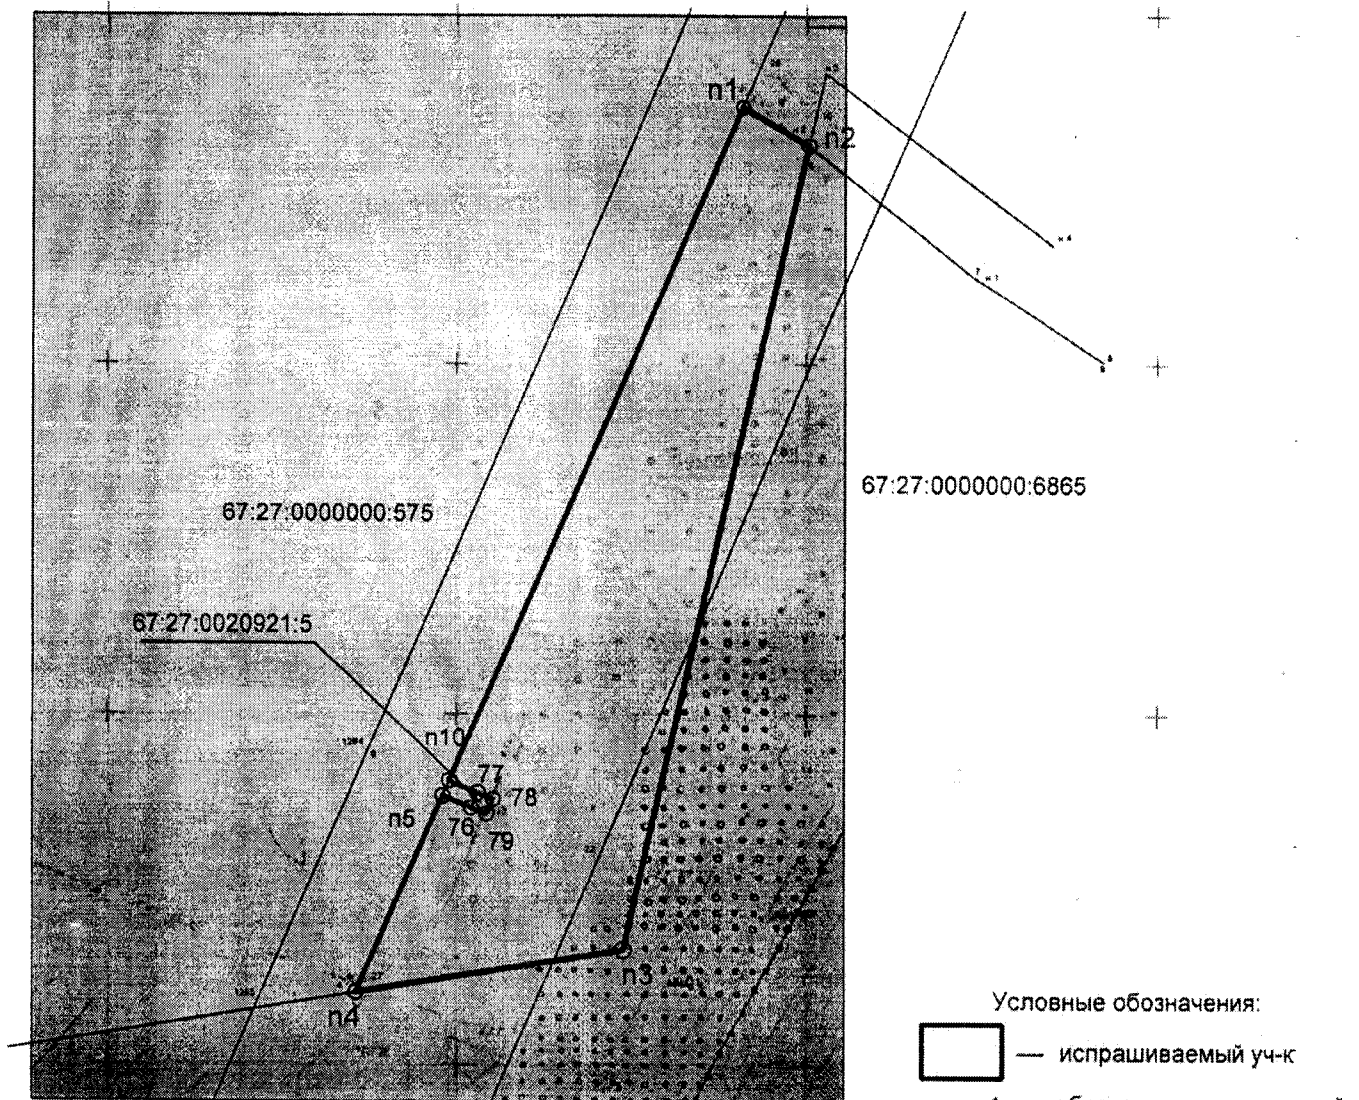 n1
n2
67:27:0000000:6865
67:27:0000000:575
67:27:0020921:5
n10
77
78
n5
76
79
n3
n4
Условные обозначения:
— испрашиваемый уч-к